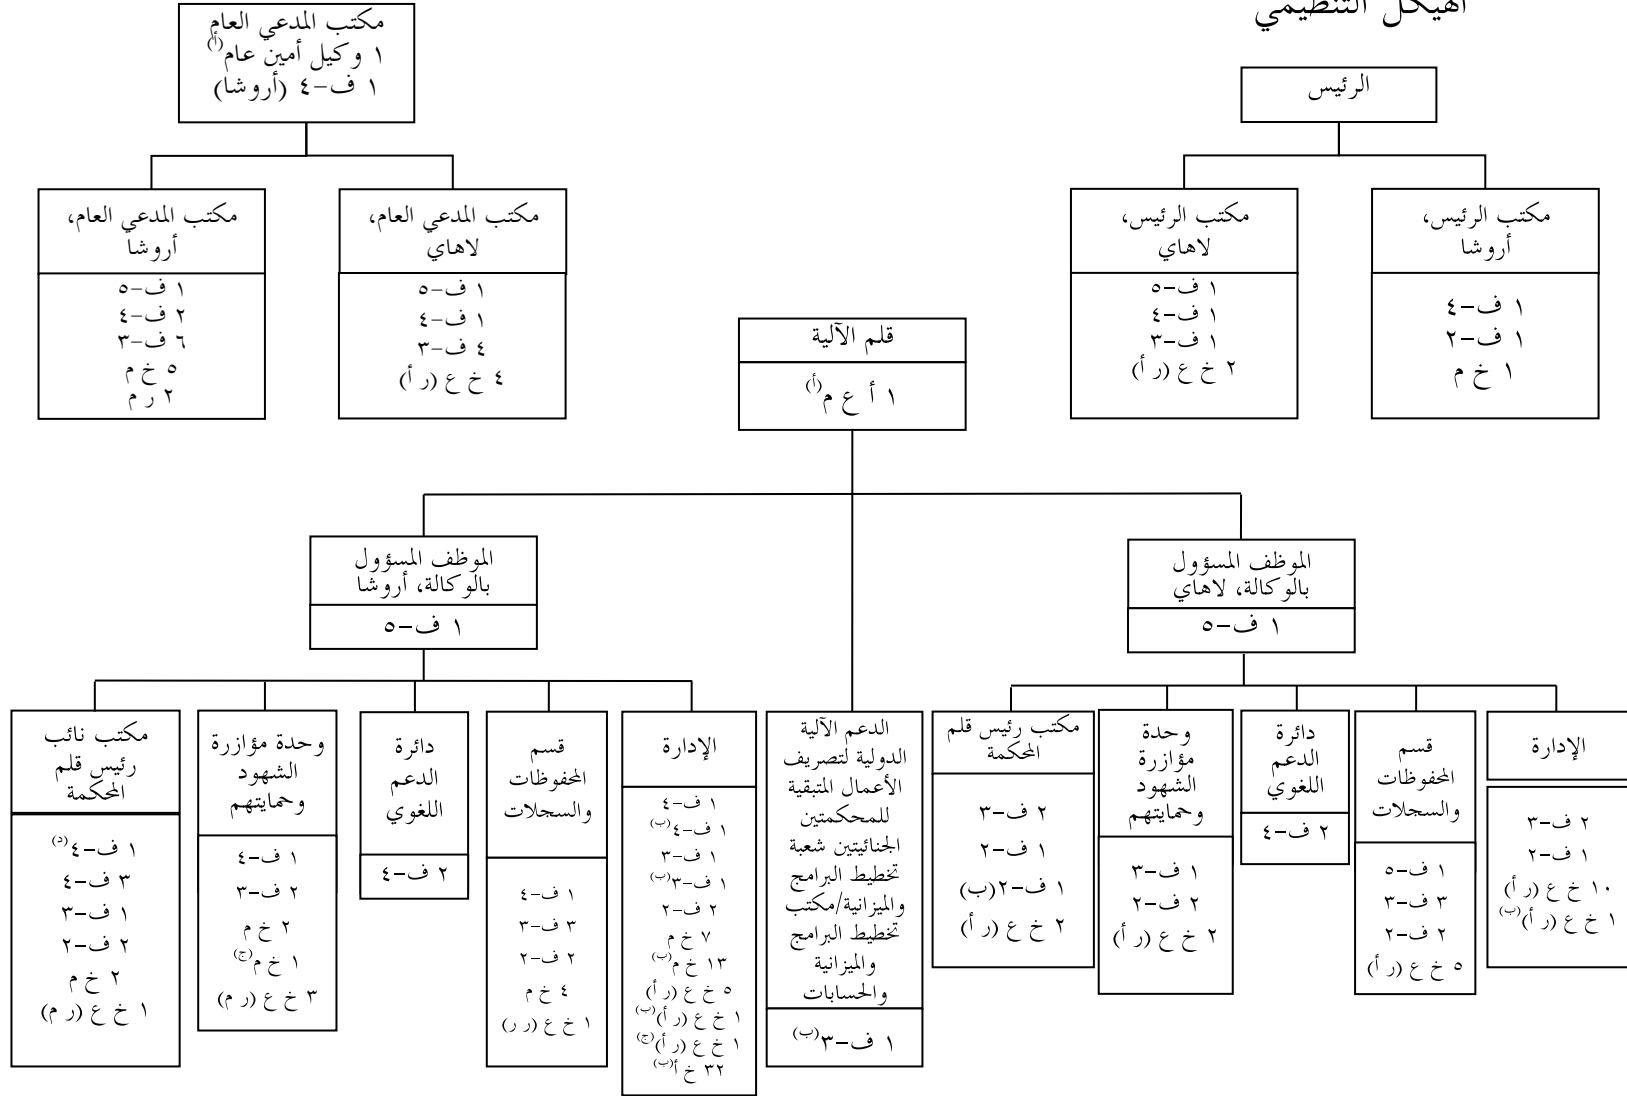 الهيكل التنظيمي
الرئيس
مكتب الرئيس،
أروشا
١ ف-٤
١ ف-٢
١ خ م
مكتب الرئيس،
لاهاي
١ ف-٥
١ ف-٤
١ ف-٣
٢ خ ع (ر أ)
مكتب المدعي العام
١ وكيل أمين عام(أ)
١ ف-٤ (أروشا)
مكتب المدعي العام،
لاهاي
١ ف-٥
١ ف-٤
٤ ف-٣
٤ خ ع (ر أ)
مكتب المدعي العام،
أروشا
١ ف-٥
٢ ف-٤
٦ ف-٣
٥ خ م
٢ ر م
قلم الآلية
١ أ ع م(أ)
الموظف المسؤول
بالوكالة، لاهاي
١ ف-٥
الإدارة
٢ ف-٣
١ ف-٢
١٠ خ ع (ر أ)
١ خ ع (ر أ)(ب)
قسم
المحفوظات
والسجلات
١ ف-٥
٣ ف-٣
٢ ف-٢
٥ خ ع (ر أ)
دائرة
الدعم
اللغوي
٢ ف-٤
وحدة
مؤازرة
الشهود
وحمايتهم
١ ف-٣
٢ ف-٢
٢ خ ع (ر أ)
مكتب رئيس قلم
المحكمة
٢ ف-٣
١ ف-٢
١ ف-٢(ب)
٢ خ ع (ر أ)
الدعم الآلية
الدولية لتصريف
الأعمال المتبقية
للمحكمتين
الجنائيتين شعبة
تخطيط البرامج
والميزانية/مكتب
تخطيط البرامج
والميزانية
والحسابات
١ ف-٣(ب)
الموظف المسؤول
بالوكالة، أروشا
١ ف-٥
الإدارة
١ ف-٤
١ ف-٤(ب)
١ ف-٣
١ ف-٣(ب)
٢ ف-٢
٧ خ م
١٣ خ م(ب)
٥ خ ع (ر أ)
١ خ ع (ر أ)(ب)
١ خ ع (ر أ)(ج)
٣٢ خ أ(ب)
قسم
المحفوظات
والسجلات
١ ف-٤
٣ ف-٣
٢ ف-٢
٤ خ م
١ خ ع (ر ر)
دائرة
الدعم
اللغوي
٢ ف-٤
وحدة مؤازرة
الشهود
وحمايتهم
١ ف-٤
٢ ف-٣
٢ خ م
١ خ م(ج)
٣ خ ع (ر م)
مكتب نائب
رئيس قلم
المحكمة
١ ف-٤(د)
٣ ف-٤
١ ف-٣
٢ ف-٢
٢ خ م
١ خ ع (ر م)